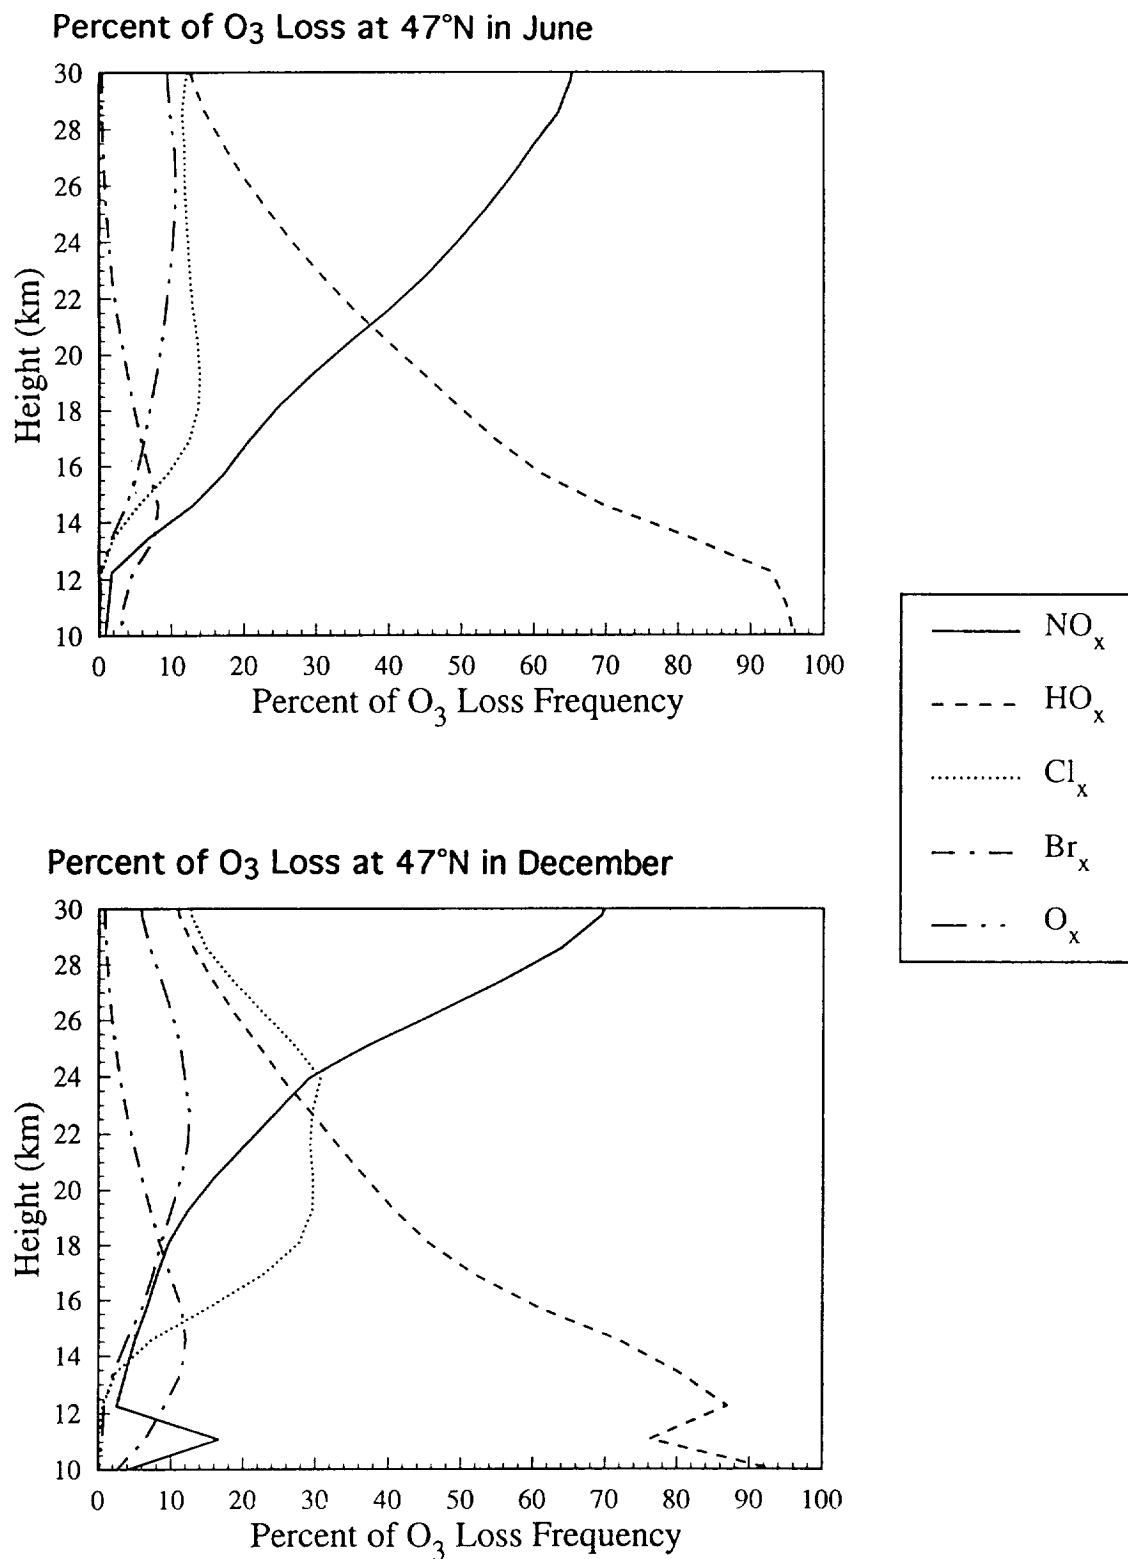 Percent of O3 Loss at 47°N in June
30
28
26
24
22
20
18
16
14
12
10
Height (km)
0 10 20 30 40 50 60 70 80 90 100
Percent of O3 Loss Frequency
NOx
HOx
Clx
Brx
Ox
Percent of O3 Loss at 47°N in December
30
28
26
24
22
20
18
16
14
12
10
Height (km)
0 10 20 30 40 50 60 70 80 90 100
Percent of O3 Loss Frequency